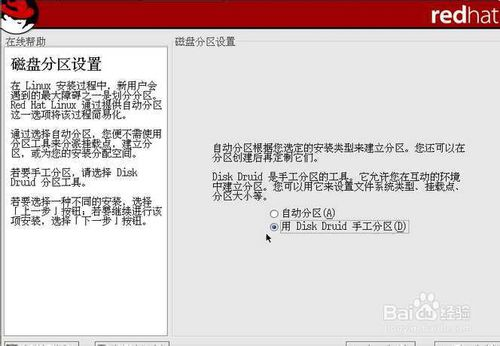 redhat
在线帮助
磁盘分区设置
磁盘分区设置
在 Linux 安装过程中，新用户会
遇到的最大障碍之一是划分分区。
Red Hat Linux 通过提供自动分区
这一选项将该过程简易化。
通过选择自动分区，您便不需使用
分区工具来分派挂载点，建立分
区，或为您的安装分配空间。
若要手工分区，请选择 Disk
Druid 分区工具。
若要选择一种不同的安装，选择
「上一步」按钮，若要继续进行该
项安装，选择「下一步」按钮。
自动分区根据您选定的安装类型来建立分区。您还可以在
分区创建后再定制它们。
Disk Druid 是手工分区的工具。它允许您在互动的环境
中建立分区。您可以用它来设置文件系统类型、挂载点、
分区大小等。
自动分区(A)
用 Disk Druid 手工分区(D)
Baidu经验